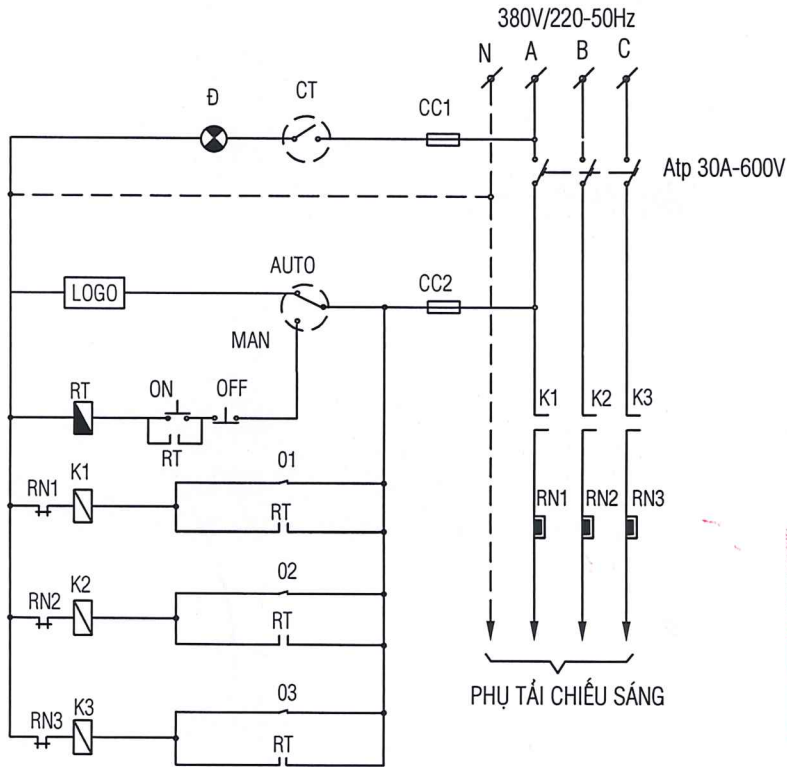 380V/220-50Hz
N A B C
Đ CT CC1
Atp 30A-600V
AUTO
LOGO
CC2
MAN
RT ON OFF
RT
K1 K2 K3
RN1 K1 01
RT
RN1 RN2 RN3
RN2 K2 02
RT
RN3 K3 03
RT
PHỤ TẢI CHIẾU SÁNG